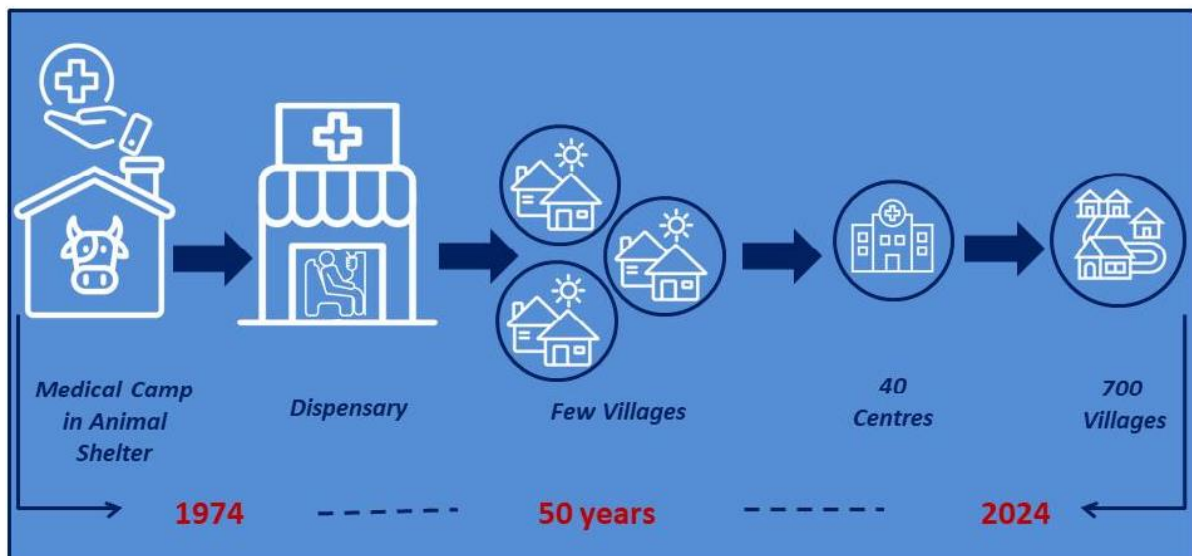 Medical Camp
in Animal
Shelter
Dispensary
Few Villages
40
Centres
700
Villages
1974
50 years
2024